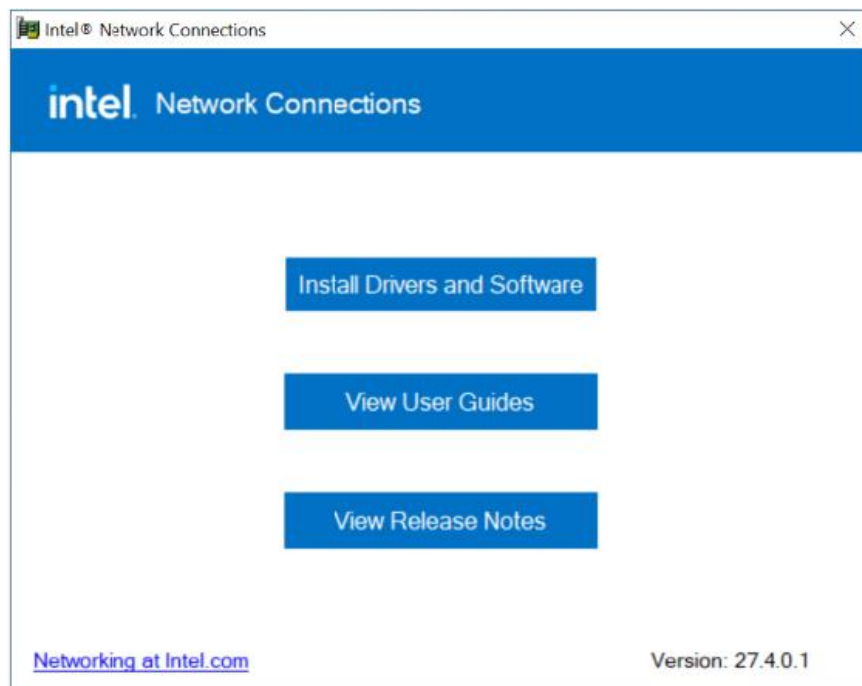 Intel® Network Connections
intel. Network Connections
Install Drivers and Software
View User Guides
View Release Notes
Networking at Intel.com
Version: 27.4.0.1